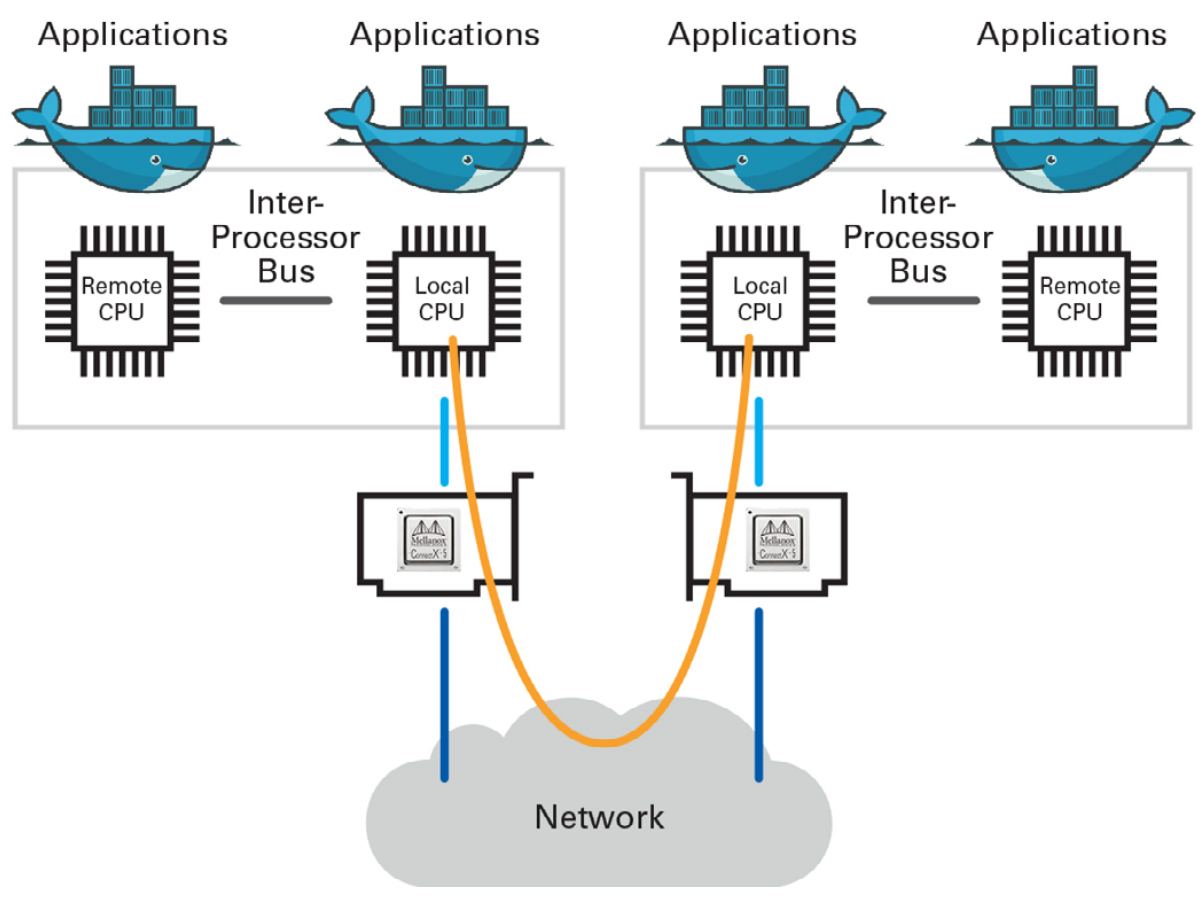 Applications
Applications
Applications
Applications
Inter-
Processor
Bus
Remote
CPU
Local
CPU
Inter-
Processor
Bus
Local
CPU
Remote
CPU
Mellanox
ConnectX-5
Mellanox
ConnectX-5
Network